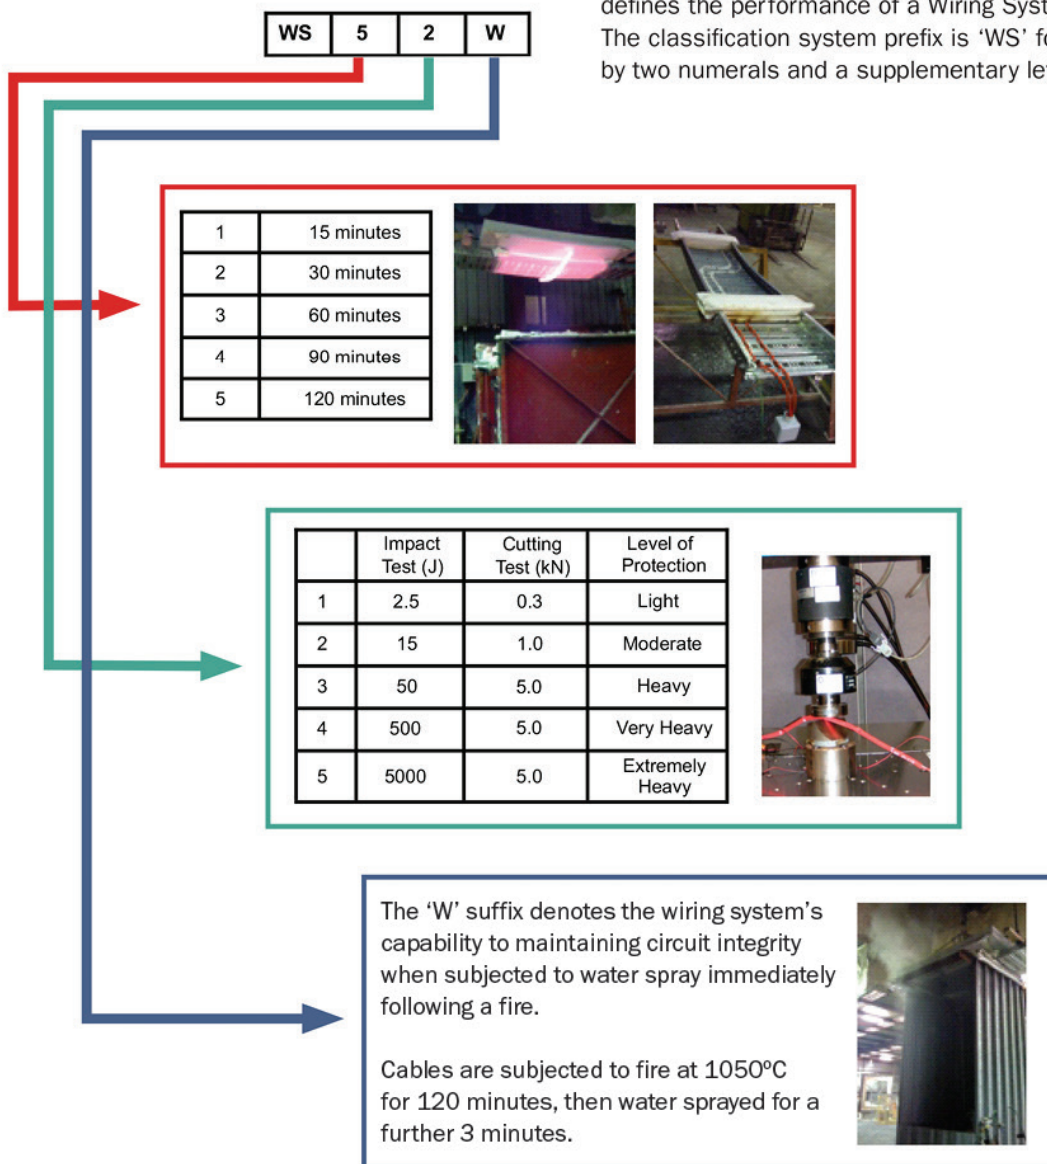 defines the performance of a Wiring Syst
The classification system prefix is ‘WS’ fo
by two numerals and a supplementary le
WS 5 2 W
1 15 minutes
2 30 minutes
3 60 minutes
4 90 minutes
5 120 minutes
Impact Test (J) Cutting Test (kN) Level of Protection
1 2.5 0.3 Light
2 15 1.0 Moderate
3 50 5.0 Heavy
4 500 5.0 Very Heavy
5 5000 5.0 Extremely Heavy
The ‘W’ suffix denotes the wiring system’s
capability to maintaining circuit integrity
when subjected to water spray immediately
following a fire.
Cables are subjected to fire at 1050ºC
for 120 minutes, then water sprayed for a
further 3 minutes.